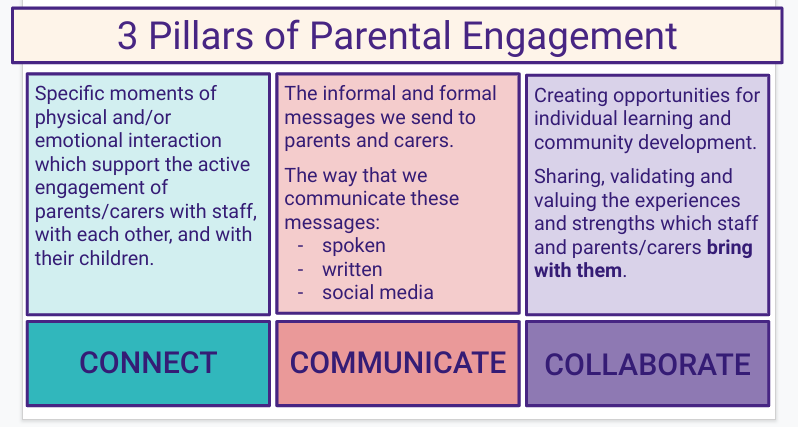 3 Pillars of Parental Engagement
Specific moments of
physical and/or
emotional interaction
which support the active
engagement of
parents/carers with staff,
with each other, and with
their children.
CONNECT
The informal and formal
messages we send to
parents and carers.
The way that we
communicate these
messages:
- spoken
- written
- social media
COMMUNICATE
Creating opportunities for
individual learning and
community development.
Sharing, validating and
valuing the experiences
and strengths which staff
and parents/carers bring
with them.
COLLABORATE